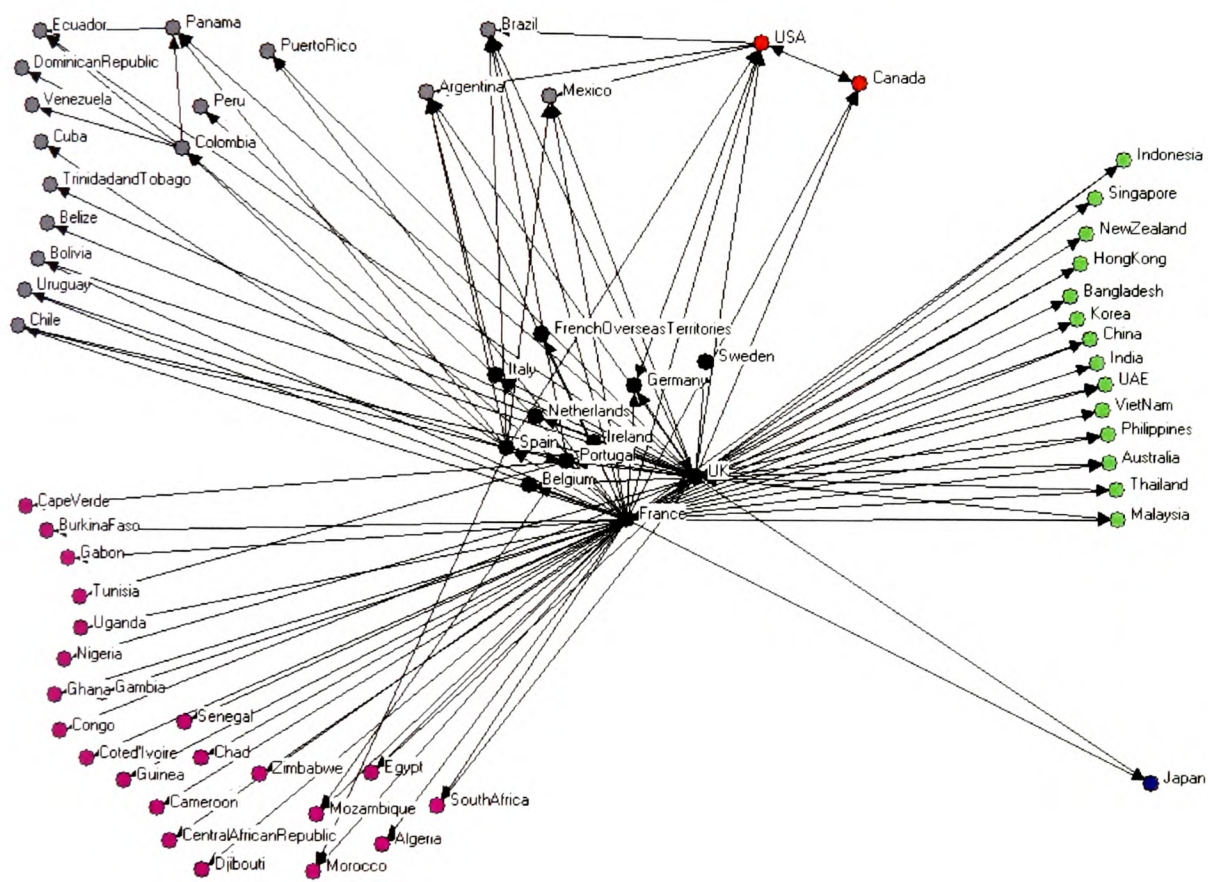 Ecuador
Panama
Brazil
USA
PuertoRico
DominicanRepublic
Canada
Argentina
Mexico
Venezuela
Peru
Cuba
Colombia
Indonesia
TrinidadandTobago
Singapore
Belize
NewZealand
Bolivia
HongKong
Uruguay
Bangladesh
Chile
Korea
FrenchOverseasTerritories
China
Sweden
India
Italy
Germany
UAE
Netherlands
VietNam
Spain
Ireland
Philippines
Portugal
UK
Australia
Belgium
Thailand
CapeVerde
France
Malaysia
BurkinaFaso
Gabon
Tunisia
Uganda
Nigeria
Ghana
Gambia
Senegal
Congo
Coted'Ivoire
Chad
Guinea
Zimbabwe
Egypt
Japan
Cameroon
Mozambique
SouthAfrica
CentralAfricanRepublic
Algeria
Djibouti
Morocco